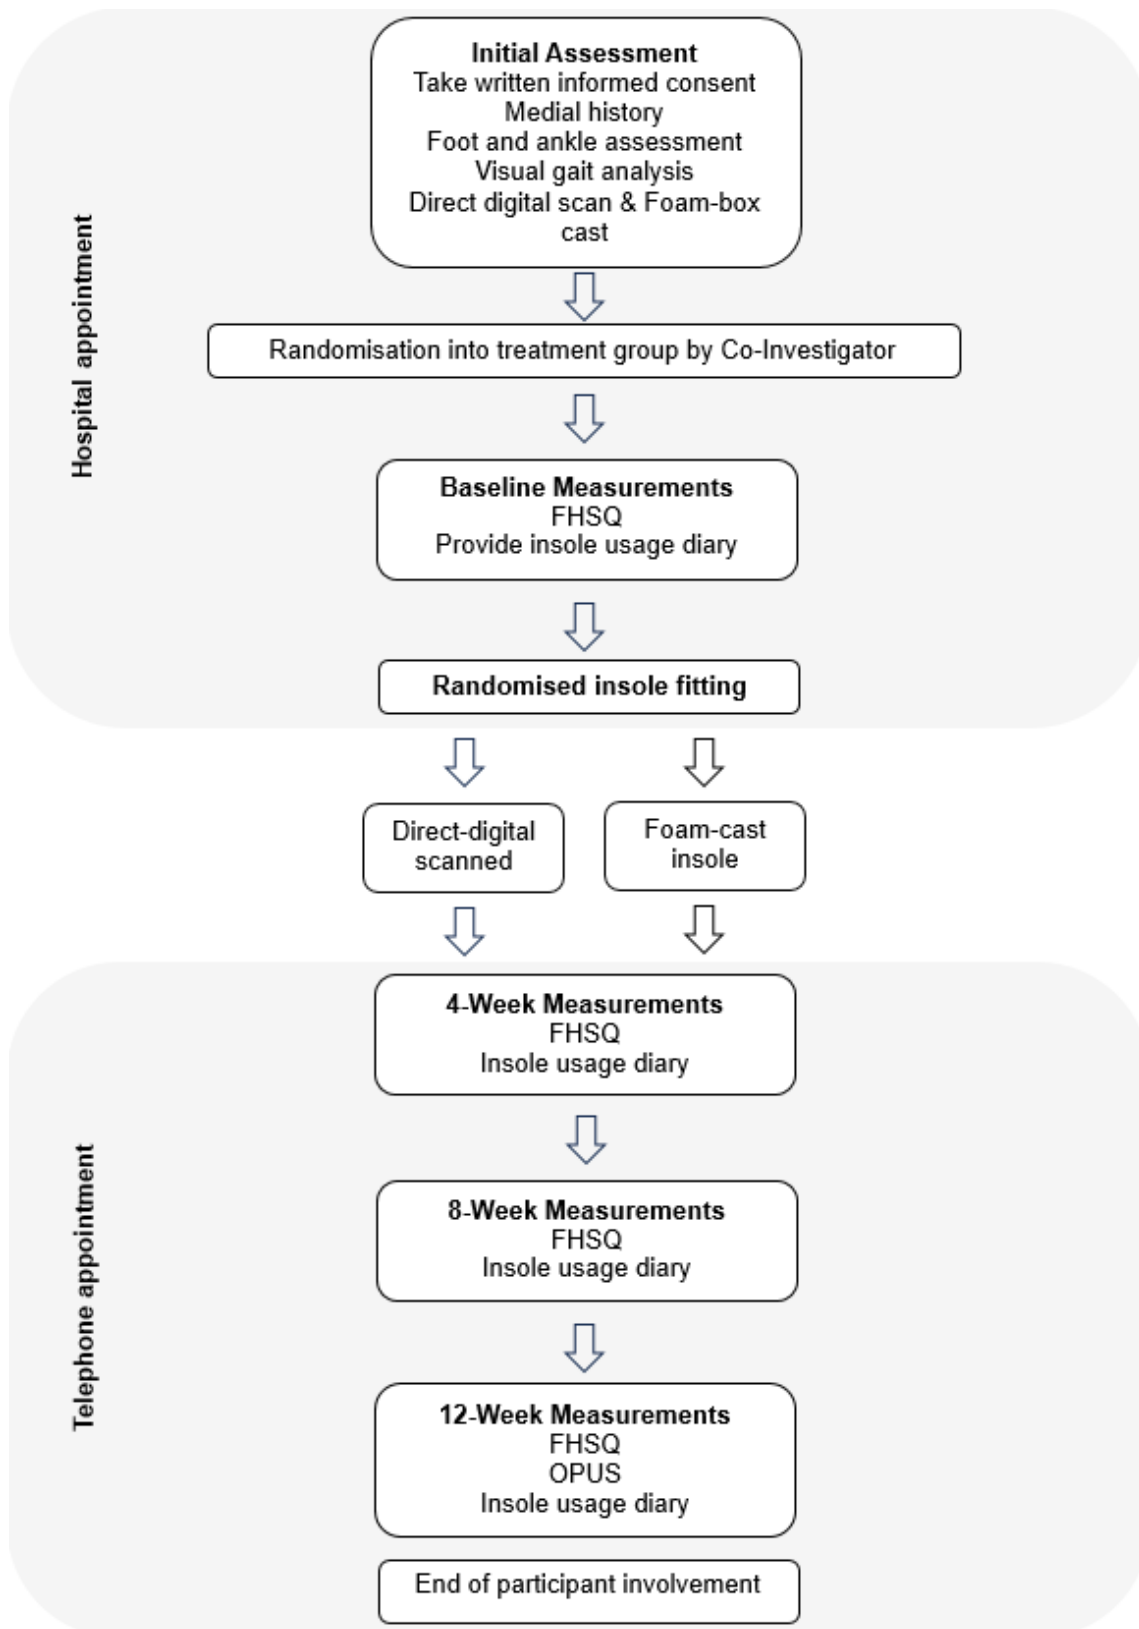 Hospital appointment
Initial Assessment
Take written informed consent
Medial history
Foot and ankle assessment
Visual gait analysis
Direct digital scan & Foam-box
cast
Randomisation into treatment group by Co-Investigator
Baseline Measurements
FHSQ
Provide insole usage diary
Randomised insole fitting
Direct-digital
scanned
Foam-cast
insole
Telephone appointment
4-Week Measurements
FHSQ
Insole usage diary
8-Week Measurements
FHSQ
Insole usage diary
12-Week Measurements
FHSQ
OPUS
Insole usage diary
End of participant involvement